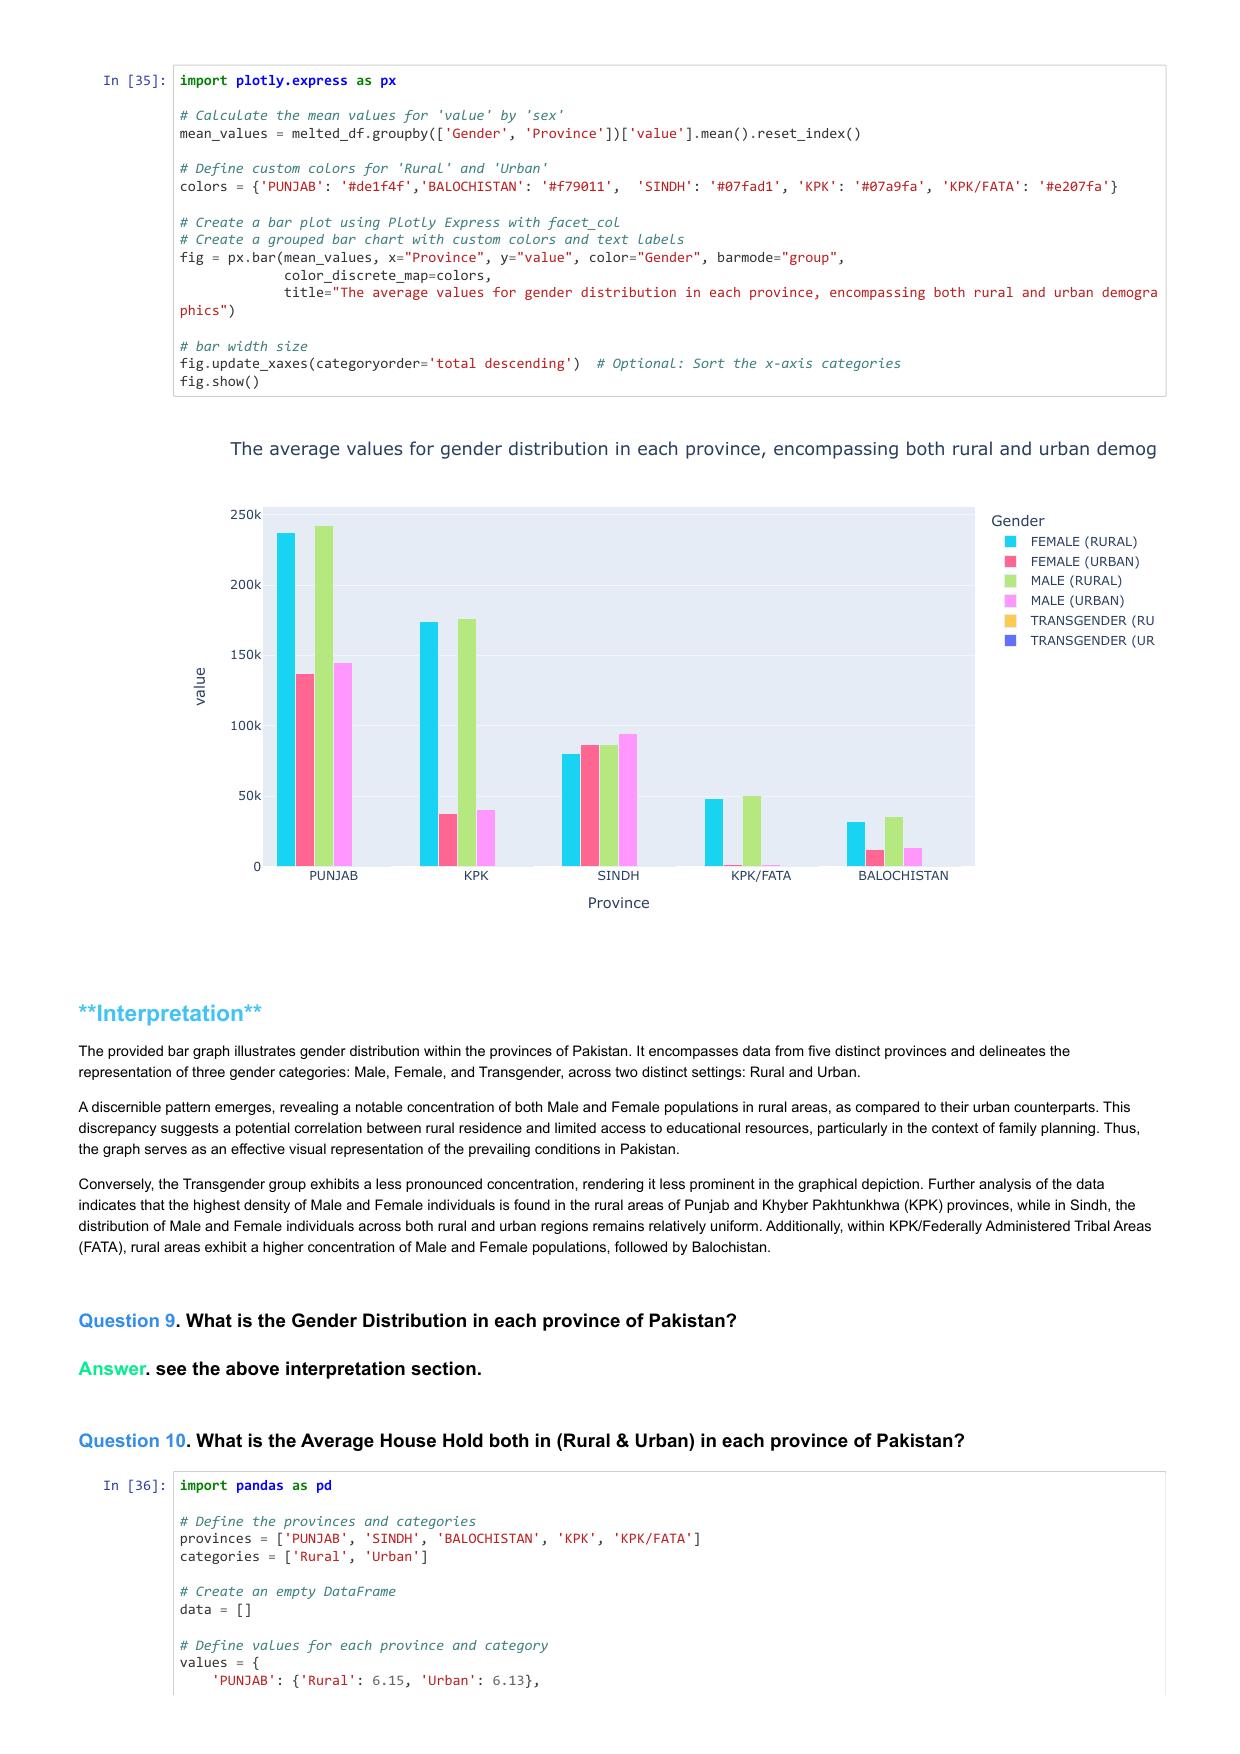 In [35]:
import plotly.express as px
# Calculate the mean values for 'value' by 'sex'
mean_values = melted_df.groupby(['Gender', 'Province'])['value'].mean().reset_index()
# Define custom colors for 'Rural' and 'Urban'
colors = {'PUNJAB': '#de1f4f','BALOCHISTAN': '#f79011',  'SINDH': '#07fad1', 'KPK': '#07a9fa', 'KPK/FATA': '#e207fa'}
# Create a bar plot using Plotly Express with facet_col
# Create a grouped bar chart with custom colors and text labels
fig = px.bar(mean_values, x="Province", y="value", color="Gender", barmode="group",
             color_discrete_map=colors,
             title="The average values for gender distribution in each province, encompassing both rural and urban demogra
phics")
# bar width size
fig.update_xaxes(categoryorder='total descending')  # Optional: Sort the x-axis categories
fig.show()
The average values for gender distribution in each province, encompassing both rural and urban demog
250k
200k
150k
100k
50k
0
value
PUNJAB KPK SINDH KPK/FATA BALOCHISTAN
Province
Gender
FEMALE (RURAL)
FEMALE (URBAN)
MALE (RURAL)
MALE (URBAN)
TRANSGENDER (RU
TRANSGENDER (UR
**Interpretation**
The provided bar graph illustrates gender distribution within the provinces of Pakistan. It encompasses data from five distinct provinces and delineates the
representation of three gender categories: Male, Female, and Transgender, across two distinct settings: Rural and Urban.
A discernible pattern emerges, revealing a notable concentration of both Male and Female populations in rural areas, as compared to their urban counterparts. This
discrepancy suggests a potential correlation between rural residence and limited access to educational resources, particularly in the context of family planning. Thus,
the graph serves as an effective visual representation of the prevailing conditions in Pakistan.
Conversely, the Transgender group exhibits a less pronounced concentration, rendering it less prominent in the graphical depiction. Further analysis of the data
indicates that the highest density of Male and Female individuals is found in the rural areas of Punjab and Khyber Pakhtunkhwa (KPK) provinces, while in Sindh, the
distribution of Male and Female individuals across both rural and urban regions remains relatively uniform. Additionally, within KPK/Federally Administered Tribal Areas
(FATA), rural areas exhibit a higher concentration of Male and Female populations, followed by Balochistan.
Question 9. What is the Gender Distribution in each province of Pakistan?
Answer. see the above interpretation section.
Question 10. What is the Average House Hold both in (Rural & Urban) in each province of Pakistan?
In [36]:
import pandas as pd
# Define the provinces and categories
provinces = ['PUNJAB', 'SINDH', 'BALOCHISTAN', 'KPK', 'KPK/FATA']
categories = ['Rural', 'Urban']
# Create an empty DataFrame
data = []
# Define values for each province and category
values = {
    'PUNJAB': {'Rural': 6.15, 'Urban': 6.13},